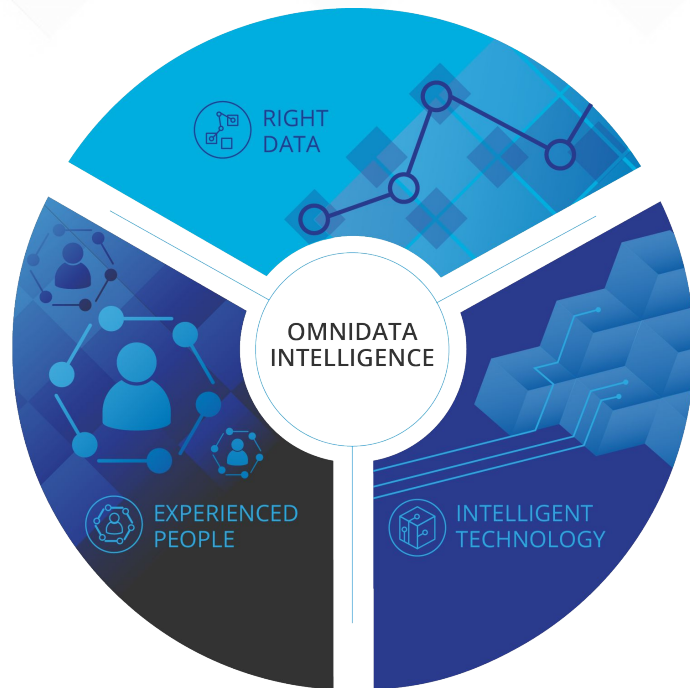 RIGHT
DATA
OMNIDATA
INTELLIGENCE
EXPERIENCED
PEOPLE
INTELLIGENT
TECHNOLOGY